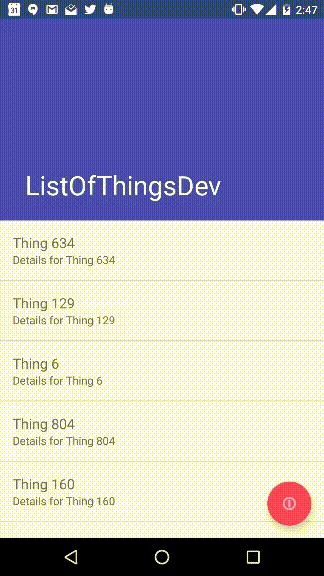 31
2:47
ListOfThingsDev
Thing 634
Details for Thing 634
Thing 129
Details for Thing 129
Thing 6
Details for Thing 6
Thing 804
Details for Thing 804
Thing 160
Details for Thing 160